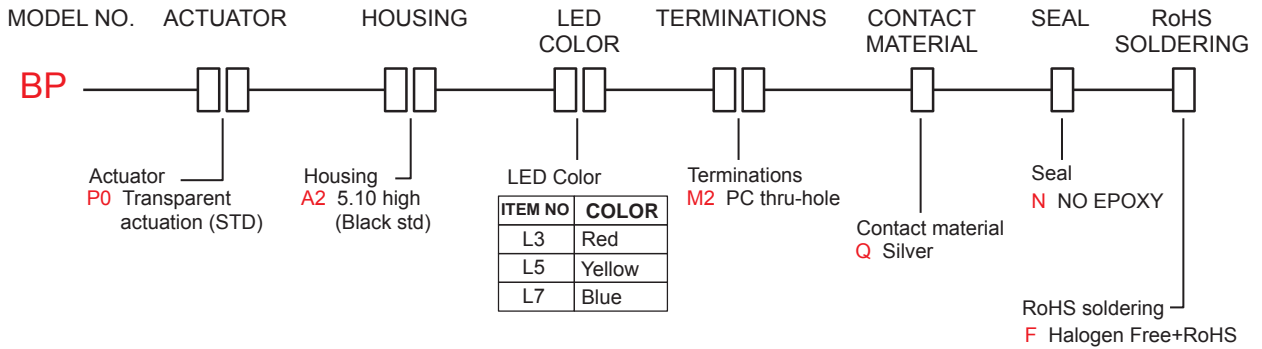 MODEL NO. ACTUATOR HOUSING LED COLOR TERMINATIONS CONTACT MATERIAL SEAL RoHS SOLDERING
BP
Actuator
P0 Transparent
actuation (STD)
Housing
A2 5.10 high
(Black std)
LED Color
ITEM NO COLOR
L3 Red
L5 Yellow
L7 Blue
Terminations
M2 PC thru-hole
Contact material
Q Silver
Seal
N NO EPOXY
RoHS soldering
F Halogen Free+RoHS